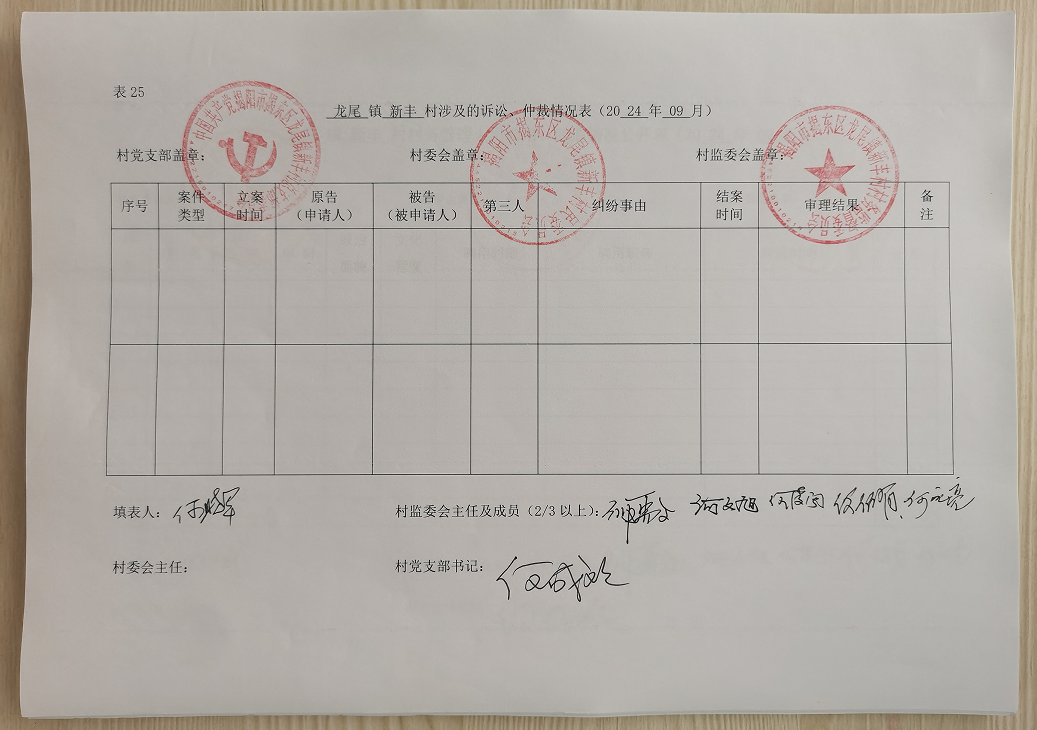 表 25
龙尾 镇 新丰 村涉及的诉讼、仲裁情况表（20 24 年 09 月）
村党支部盖章： 村委会盖章： 村监委会盖章：
序号 案件类型 立案时间 原告（申请人） 被告（被申请人） 第三人 纠纷事由 结案时间 审理结果 备注
填表人： 村监委会主任及成员（2/3 以上）：
村委会主任： 村党支部书记：